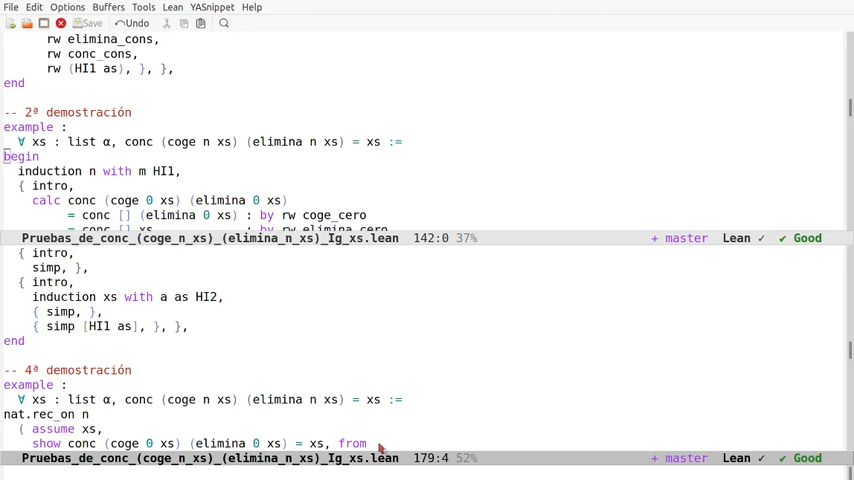 File Edit Options Buffers Tools Lean YASnippet Help
Save Undo
rw elimina_cons,
rw conc_cons,
rw (HI1 as), }, },
end
-- 2ª demostración
example :
∀ xs : list α, conc (coge n xs) (elimina n xs) = xs :=
begin
induction n with m HI1,
{ intro,
calc conc (coge 0 xs) (elimina 0 xs)
= conc [] (elimina 0 xs) : by rw coge_cero
= conc [] xs : by rw elimina_cero
Pruebas_de_conc_(coge_n_xs)_(elimina_n_xs)_Ig_xs.lean 142:0 37% + master Lean ✓ ✔ Good
{ intro,
simp, },
{ intro,
induction xs with a as HI2,
{ simp, },
{ simp [HI1 as], }, },
end
-- 4ª demostración
example :
∀ xs : list α, conc (coge n xs) (elimina n xs) = xs :=
nat.rec_on n
( assume xs,
show conc (coge 0 xs) (elimina 0 xs) = xs, from
Pruebas_de_conc_(coge_n_xs)_(elimina_n_xs)_Ig_xs.lean 179:4 52% + master Lean ✓ ✔ Good